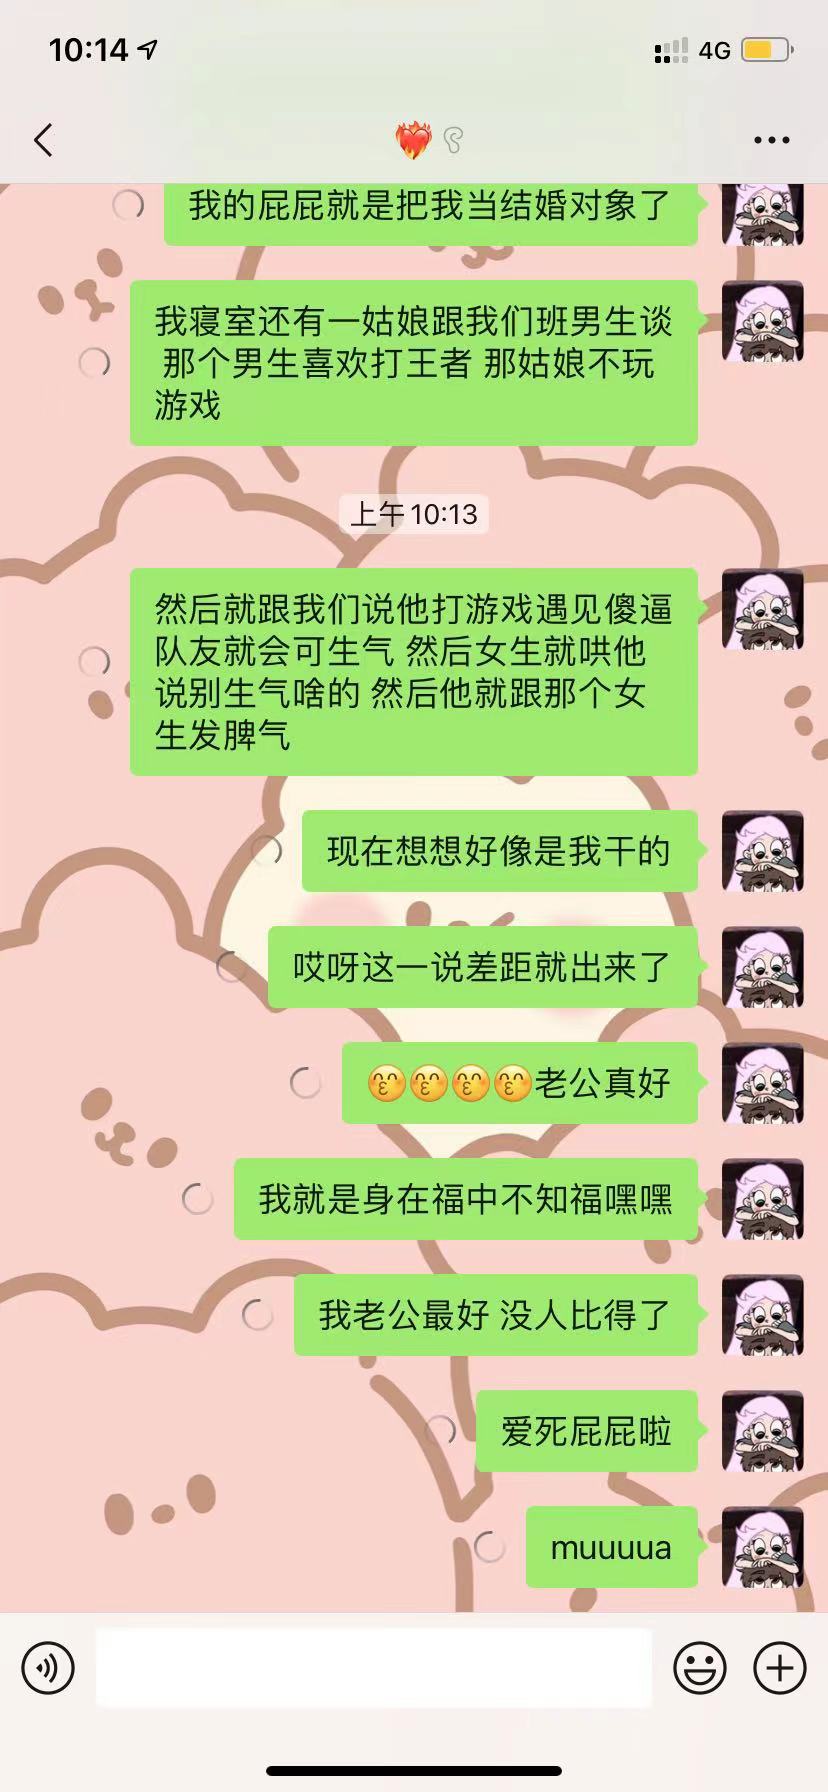 10:14
4G
我的屁屁就是把我当结婚对象了
我寝室还有一姑娘跟我们班男生谈
那个男生喜欢打王者 那姑娘不玩
游戏
上午 10:13
然后就跟我们说他打游戏遇见傻逼
队友就会可生气 然后女生就哄他
说别生气啥的 然后他就跟那个女
生发脾气
现在想想好像是我干的
哎呀这一说差距就出来了
😙😙😙😙老公真好
我就是身在福中不知福嘿嘿
我老公最好 没人比得了
爱死屁屁啦
muuuua